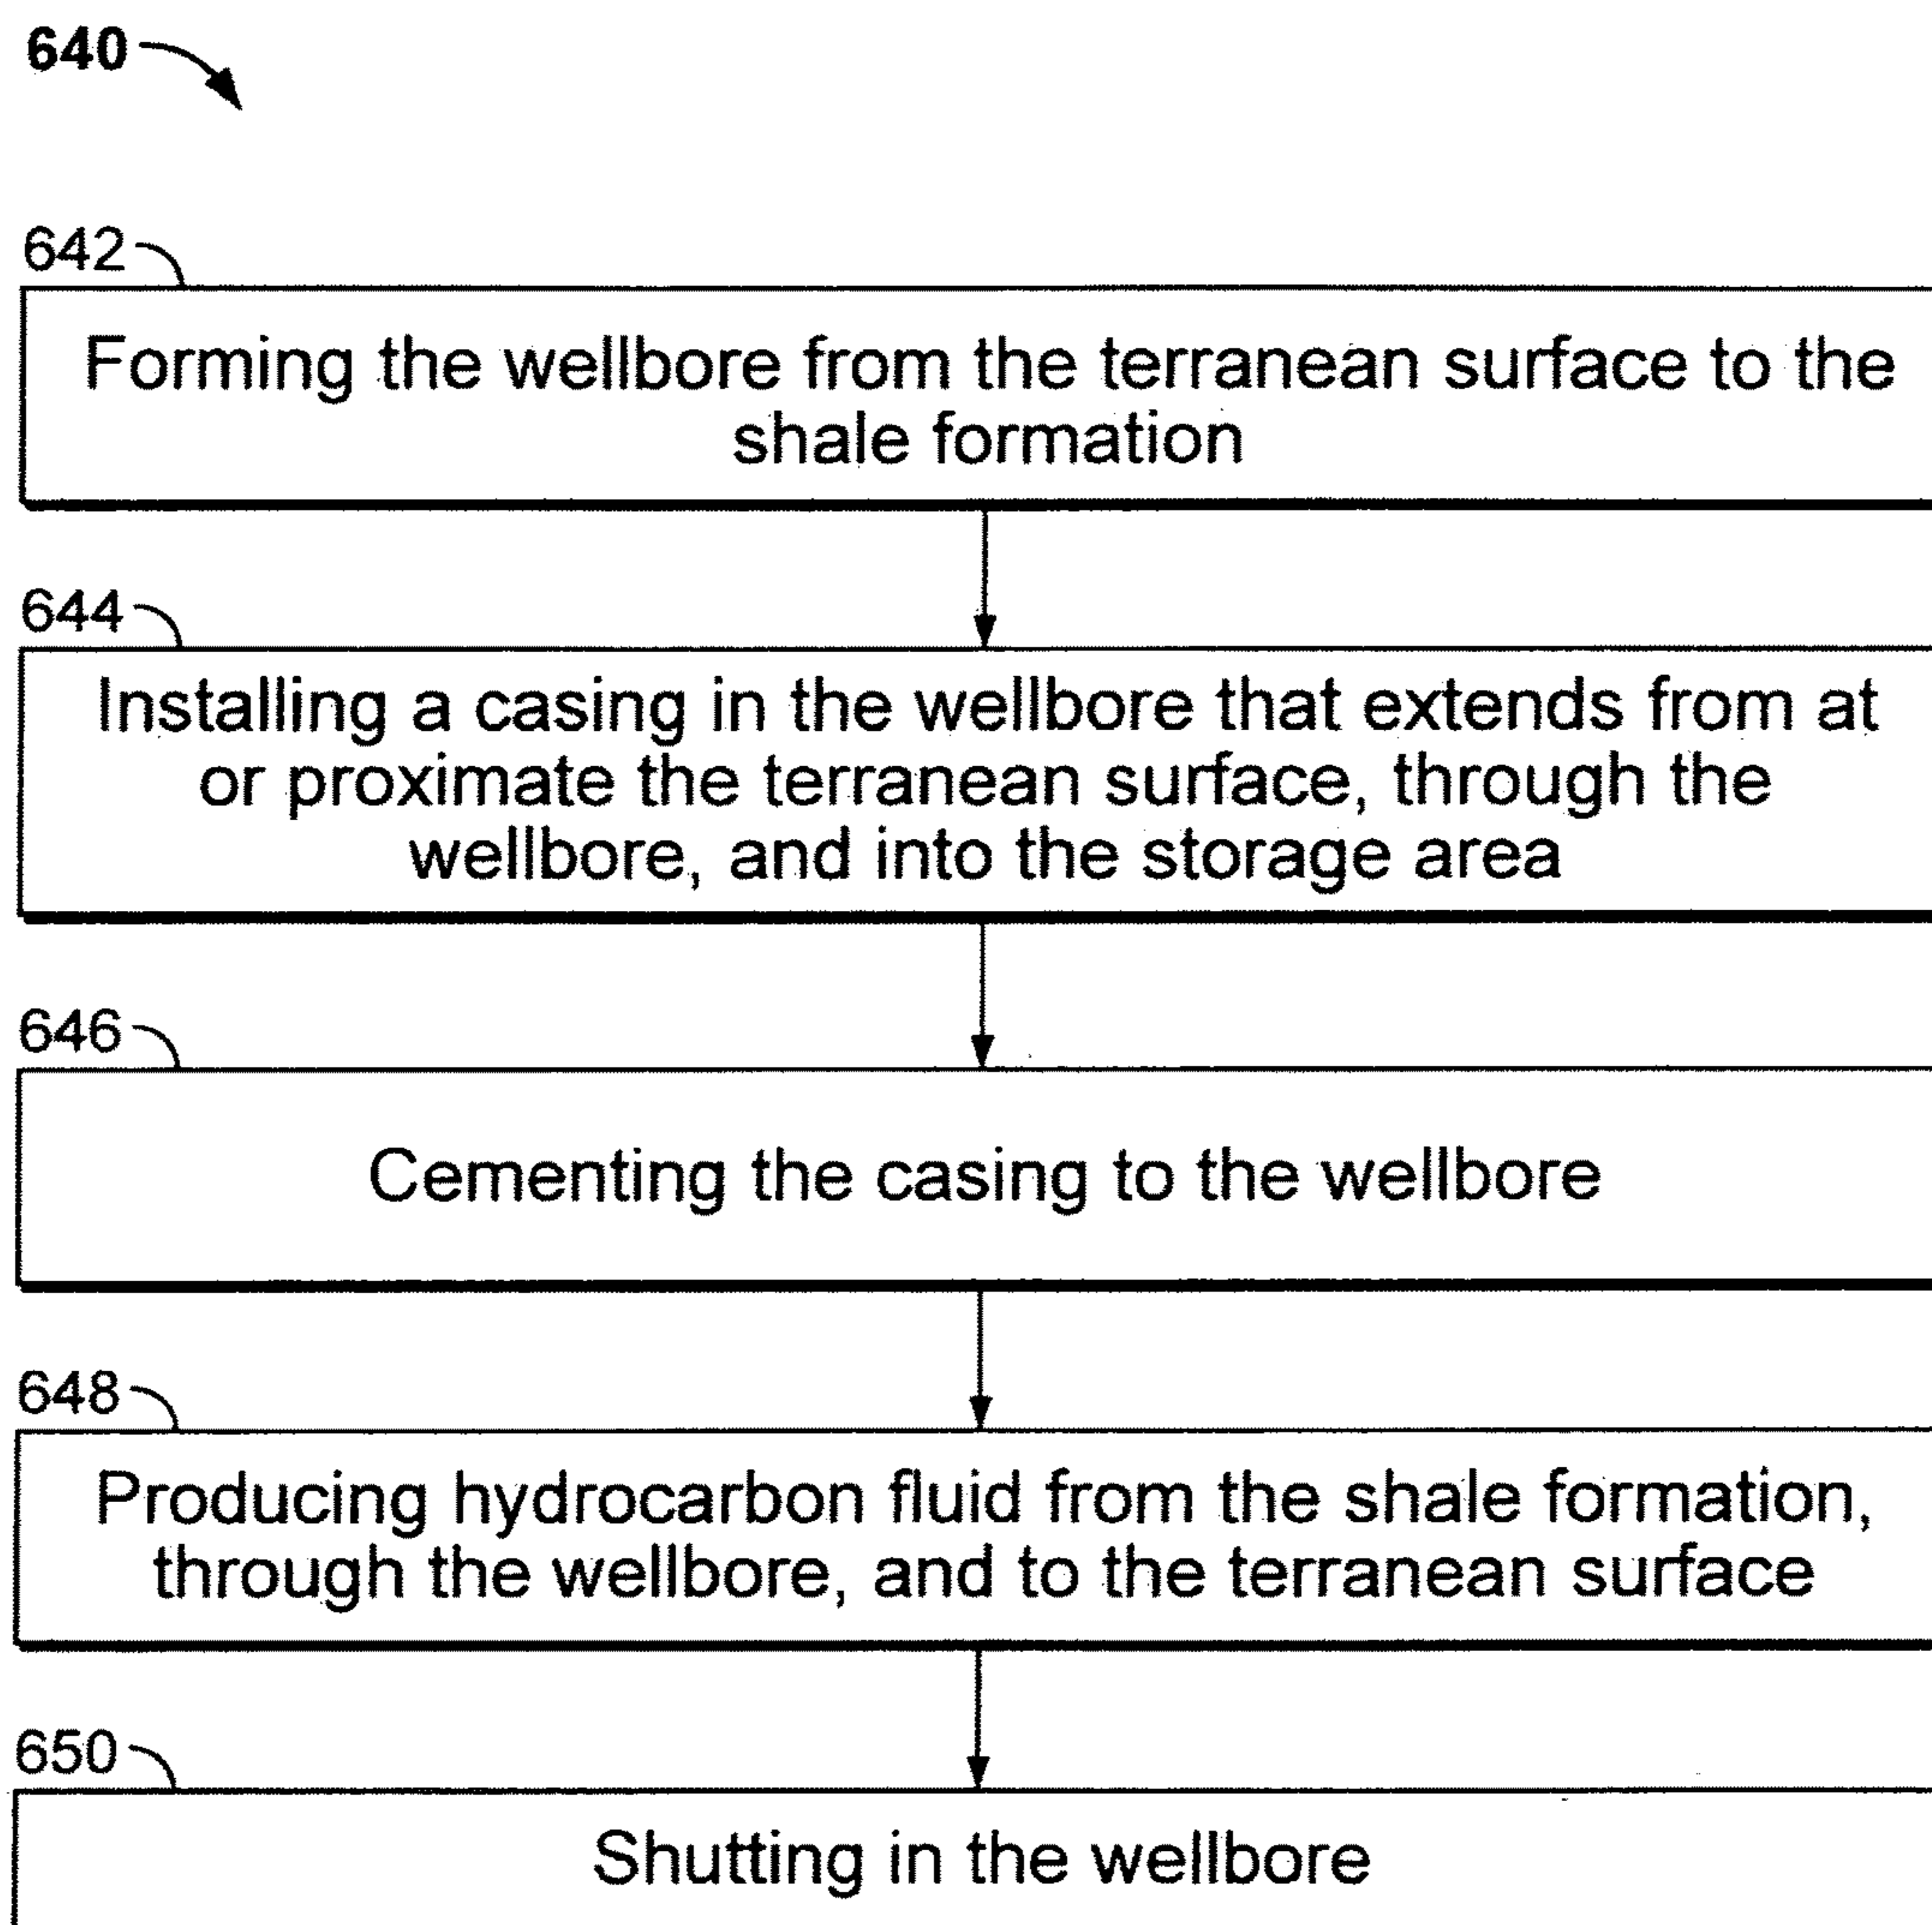 640
642
Forming the wellbore from the terranean surface to the
shale formation
644
Installing a casing in the wellbore that extends from at
or proximate the terranean surface, through the
wellbore, and into the storage area
646
Cementing the casing to the wellbore
648
Producing hydrocarbon fluid from the shale formation,
through the wellbore, and to the terranean surface
650
Shutting in the wellbore